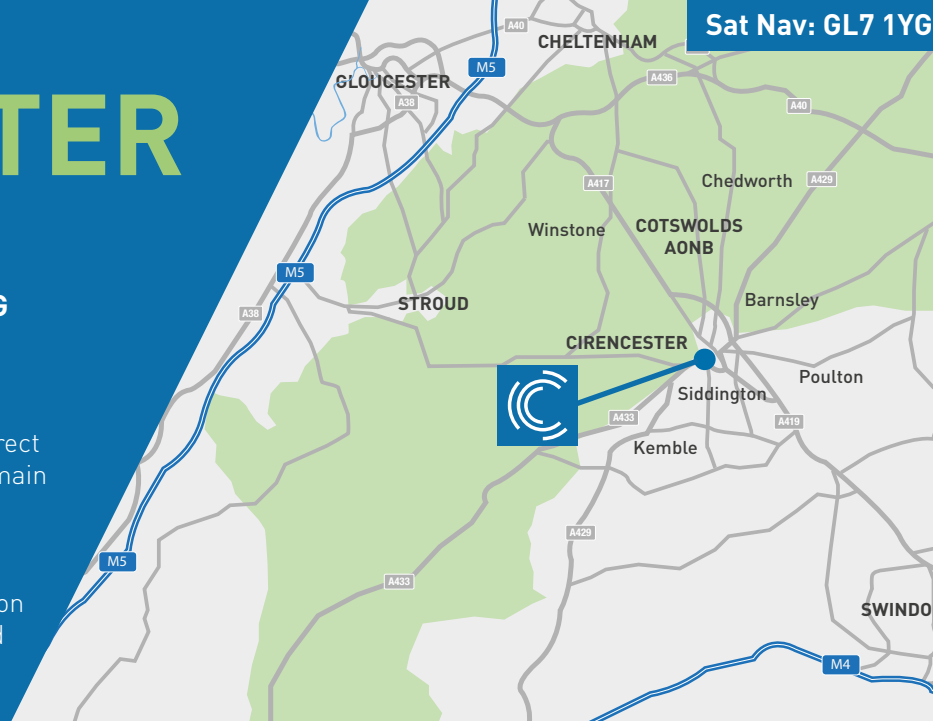 Sat Nav: GL7 1YG
TER
G
rect
main
on
d
A40
CHELTENHAM
M5
GLOUCESTER
A38
A436
A40
A417
Chedworth
A429
Winstone
COTSWOLDS
AONB
M5
A38
STROUD
Barnsley
CIRENCESTER
Siddington
Poulton
A433
A419
Kemble
A429
M5
A433
SWINDO
M4